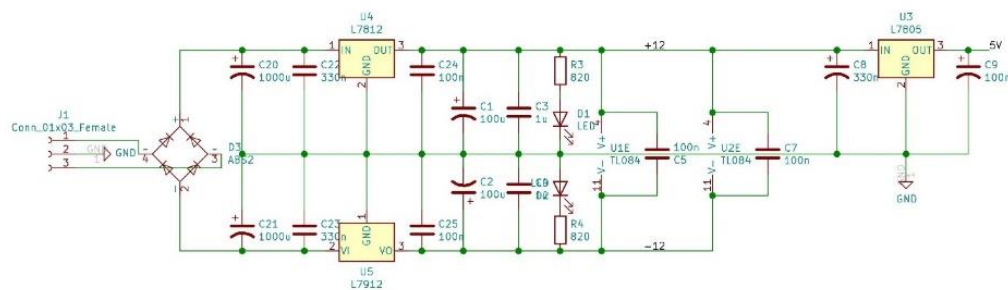 J1
Conn_01x03_Female
1
2
3
GND
1
GND
4
1
3
2
D3
C20
1000u
C22
330n
U4
L7812
1
IN
OUT
3
GND
2
C24
100n
C1
100u
C3
1u
R3
820
D1
LED
+12
4
V+
U1E
TL084
V-
11
100n
C5
4
V+
U2E
TL084
V-
11
C7
100n
C8
330n
U3
L7805
1
IN
OUT
3
5V
GND
2
C9
100n
GND
C21
1000u
C23
330n
1
GND
2
VI
VO
3
U5
L7912
C25
100n
C2
100u
R4
820
-12